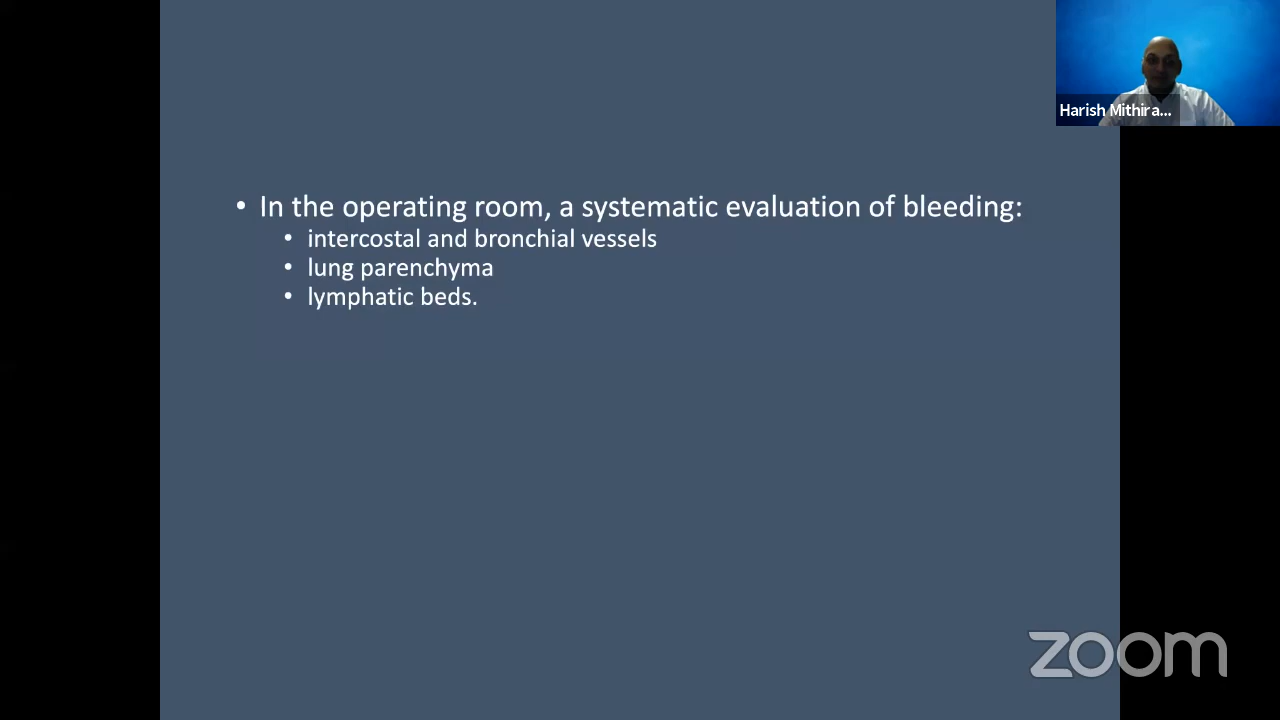 Harish Mithira...
• In the operating room, a systematic evaluation of bleeding:
• intercostal and bronchial vessels
• lung parenchyma
• lymphatic beds.
zoom